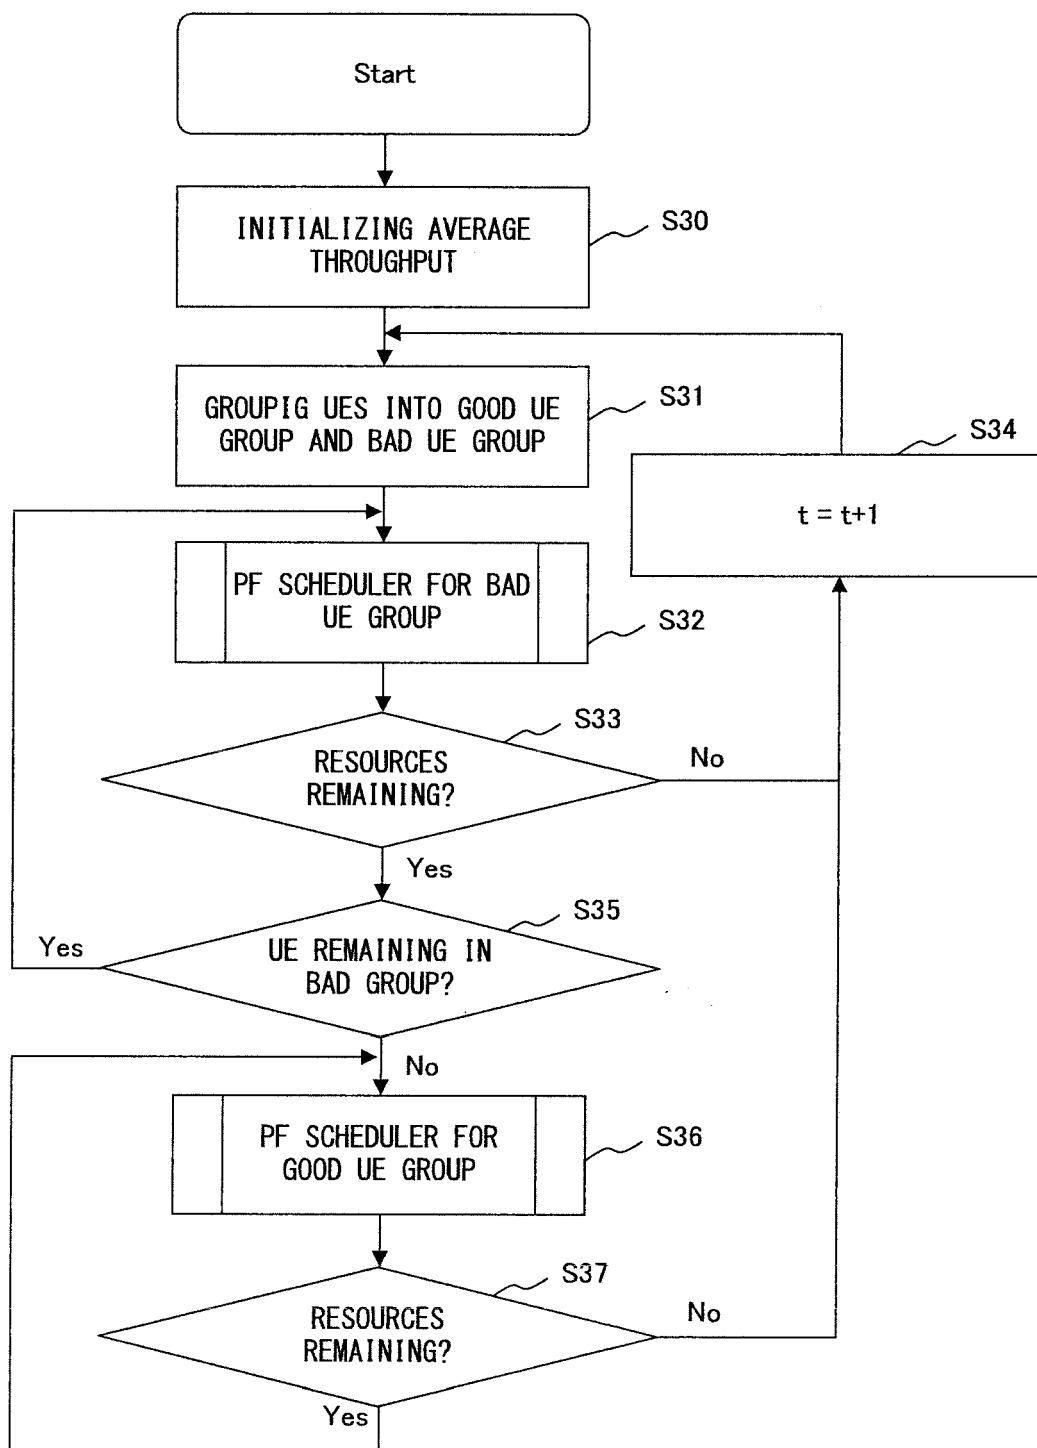 Start
INITIALIZING AVERAGE
THROUGHPUT
S30
GROUPIG UES INTO GOOD UE
GROUP AND BAD UE GROUP
S31
S34
t = t+1
PF SCHEDULER FOR BAD
UE GROUP
S32
S33
RESOURCES
REMAINING?
No
Yes
S35
UE REMAINING IN
BAD GROUP?
Yes
No
PF SCHEDULER FOR
GOOD UE GROUP
S36
S37
RESOURCES
REMAINING?
No
Yes